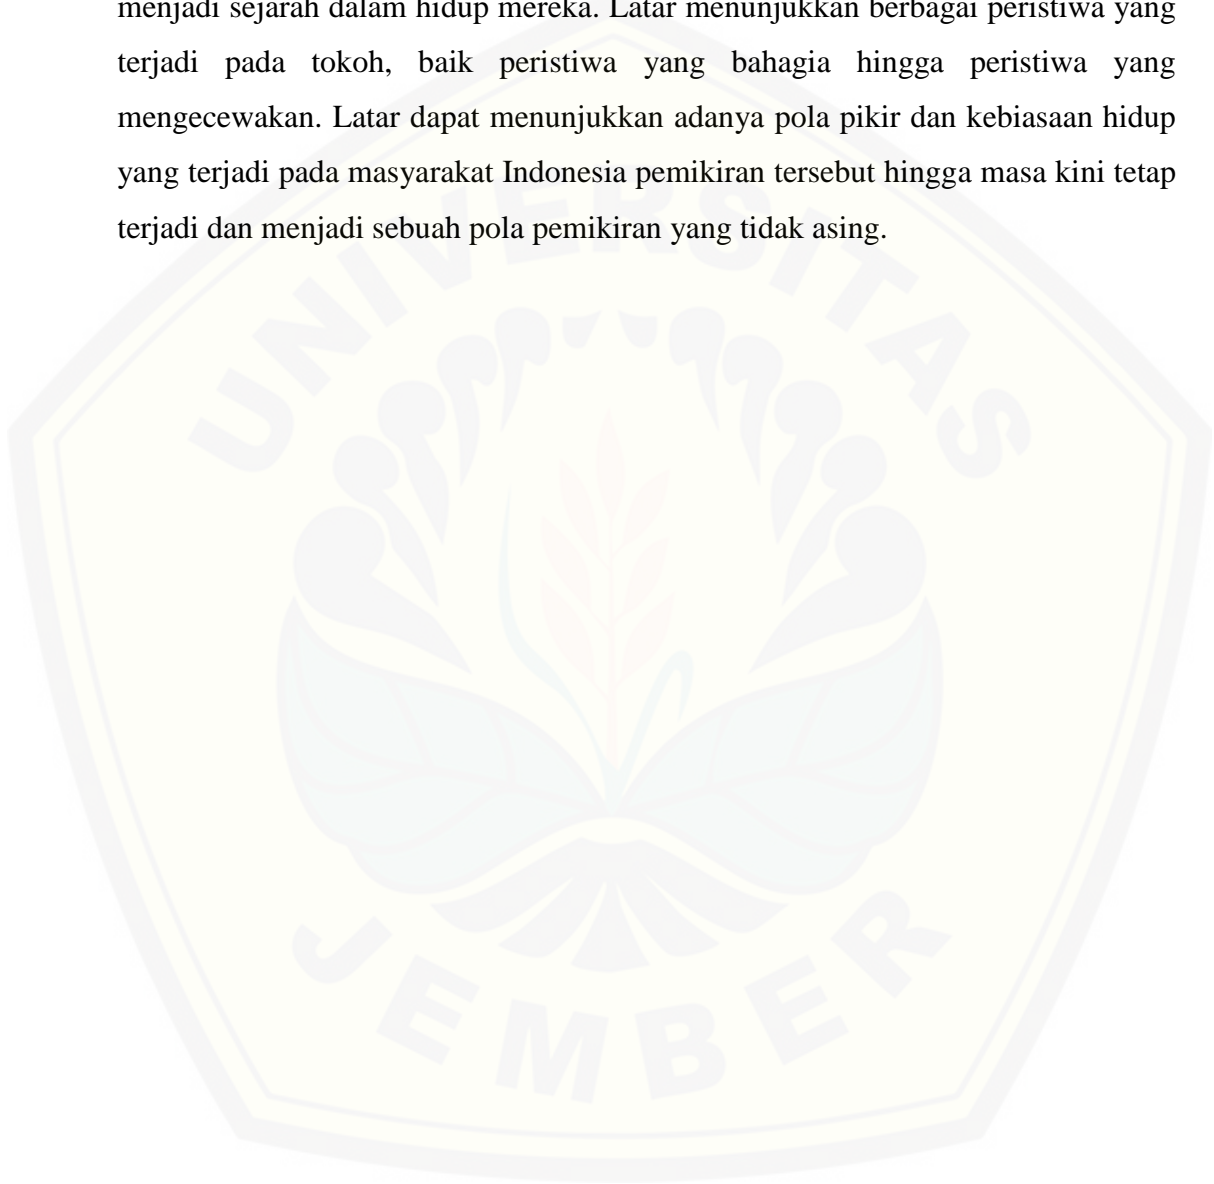 menjadi sejarah dalam hidup mereka. Latar menunjukkan berbagai peristiwa yang
terjadi pada tokoh, baik peristiwa yang bahagia hingga peristiwa yang
mengecewakan. Latar dapat menunjukkan adanya pola pikir dan kebiasaan hidup
yang terjadi pada masyarakat Indonesia pemikiran tersebut hingga masa kini tetap
terjadi dan menjadi sebuah pola pemikiran yang tidak asing.
UNIVERSITAS
JEMBER